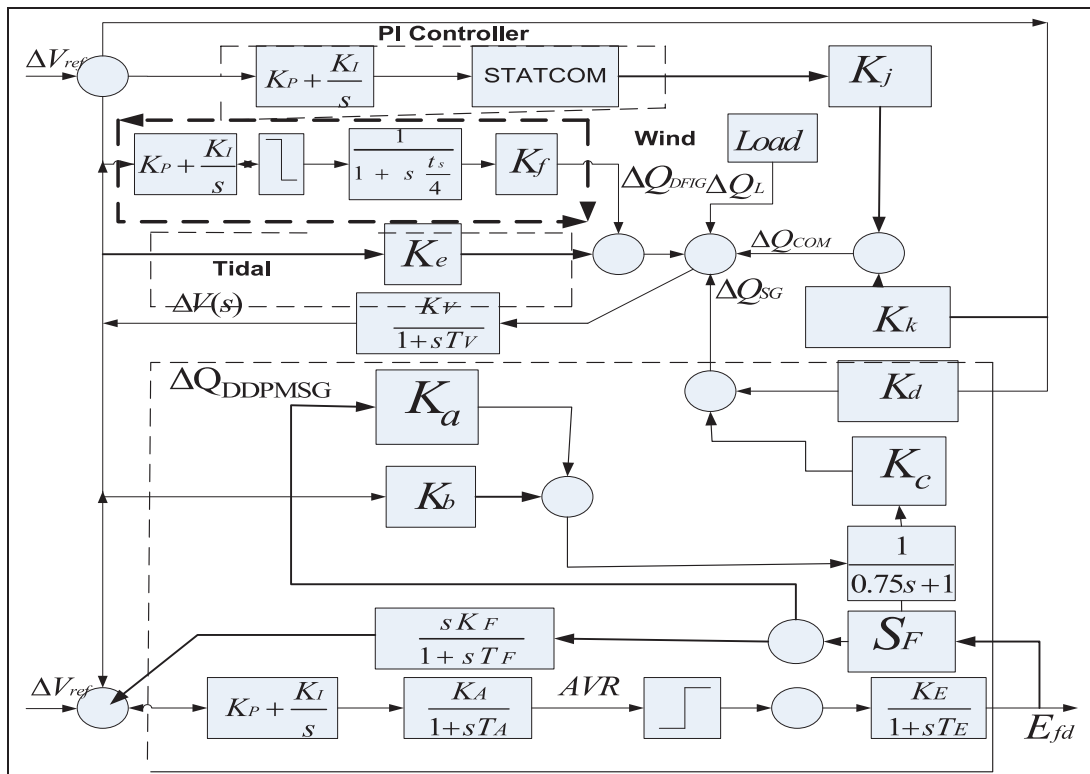 PI Controller
ΔV_ref
K_P + K_I/s
STATCOM
K_j
Wind
Load
K_P + K_I/s
1/(1 + s t_s/4)
K_f
ΔQ_DFIG
ΔQ_L
K_e
Tidal
ΔQ_COM
ΔQ_SG
ΔV(s)
K_V/(1+sT_V)
K_k
ΔQ_DDPMSG
K_a
K_d
K_b
K_c
1/(0.75s+1)
sK_F/(1+sT_F)
S_F
ΔV_ref
K_P + K_I/s
K_A/(1+sT_A)
AVR
K_E/(1+sT_E)
E_fd